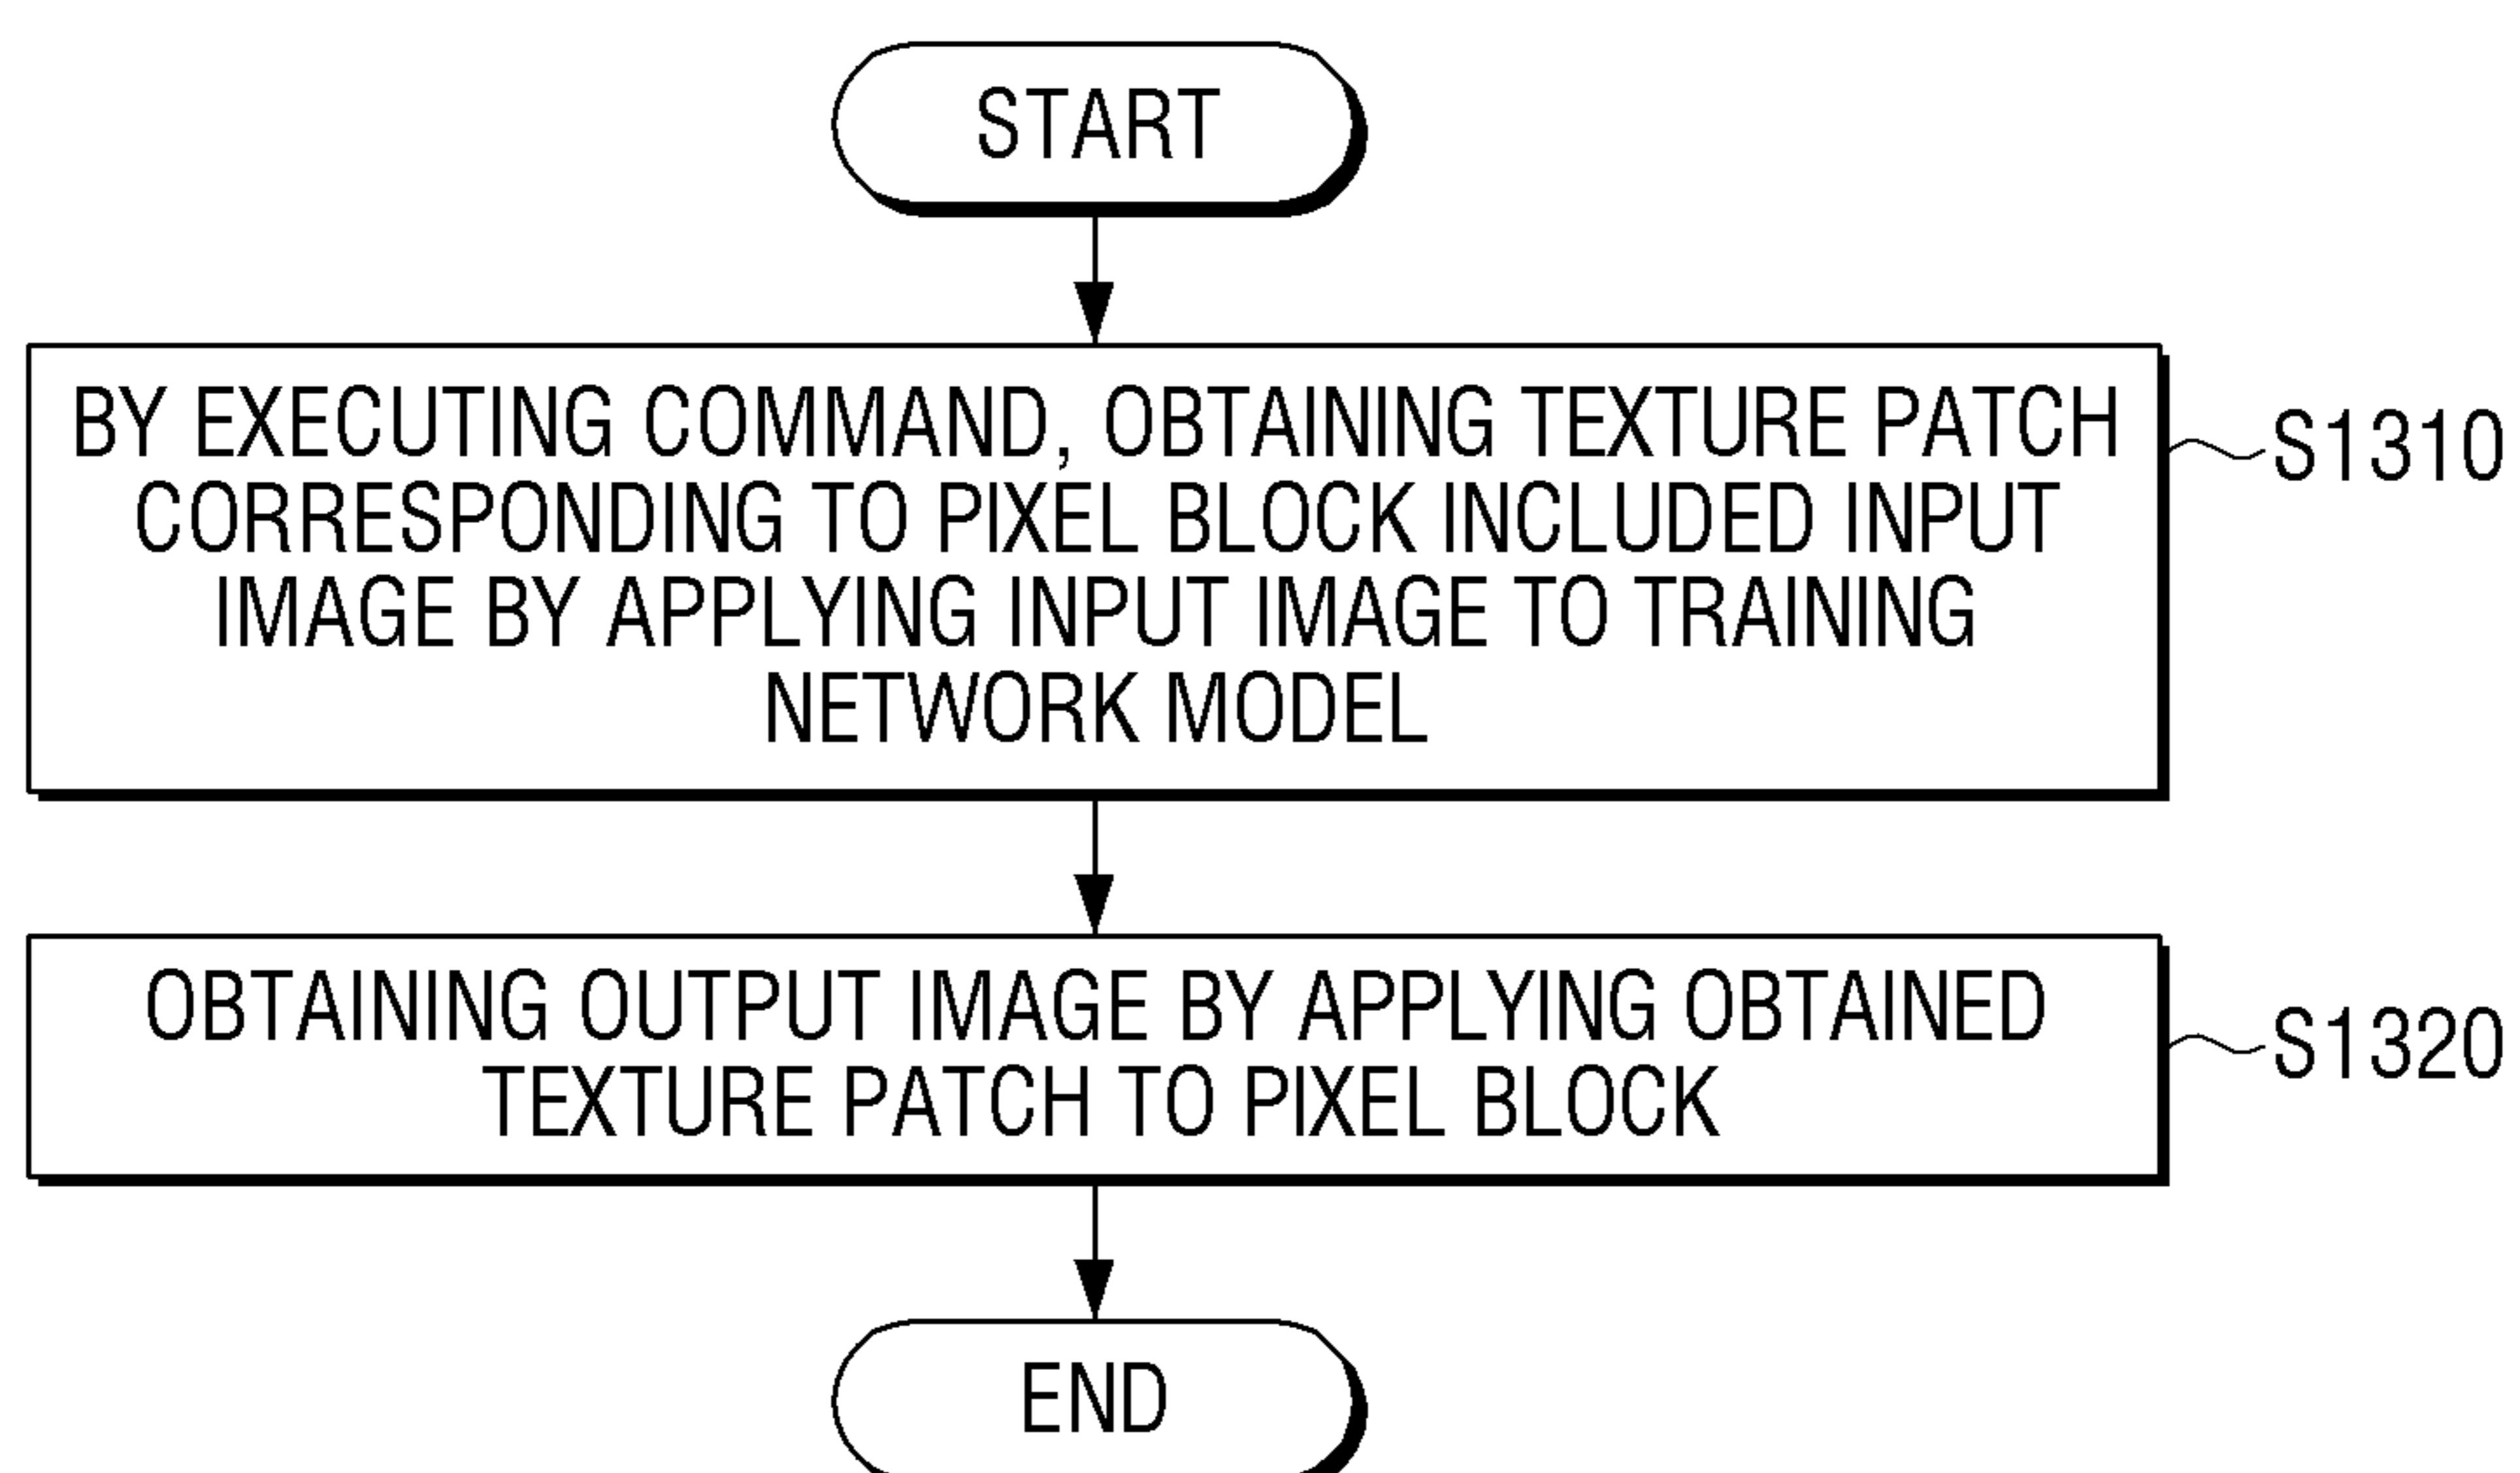 START
BY EXECUTING COMMAND, OBTAINING TEXTURE PATCH
CORRESPONDING TO PIXEL BLOCK INCLUDED INPUT
IMAGE BY APPLYING INPUT IMAGE TO TRAINING
NETWORK MODEL
S1310
OBTAINING OUTPUT IMAGE BY APPLYING OBTAINED
TEXTURE PATCH TO PIXEL BLOCK
S1320
END